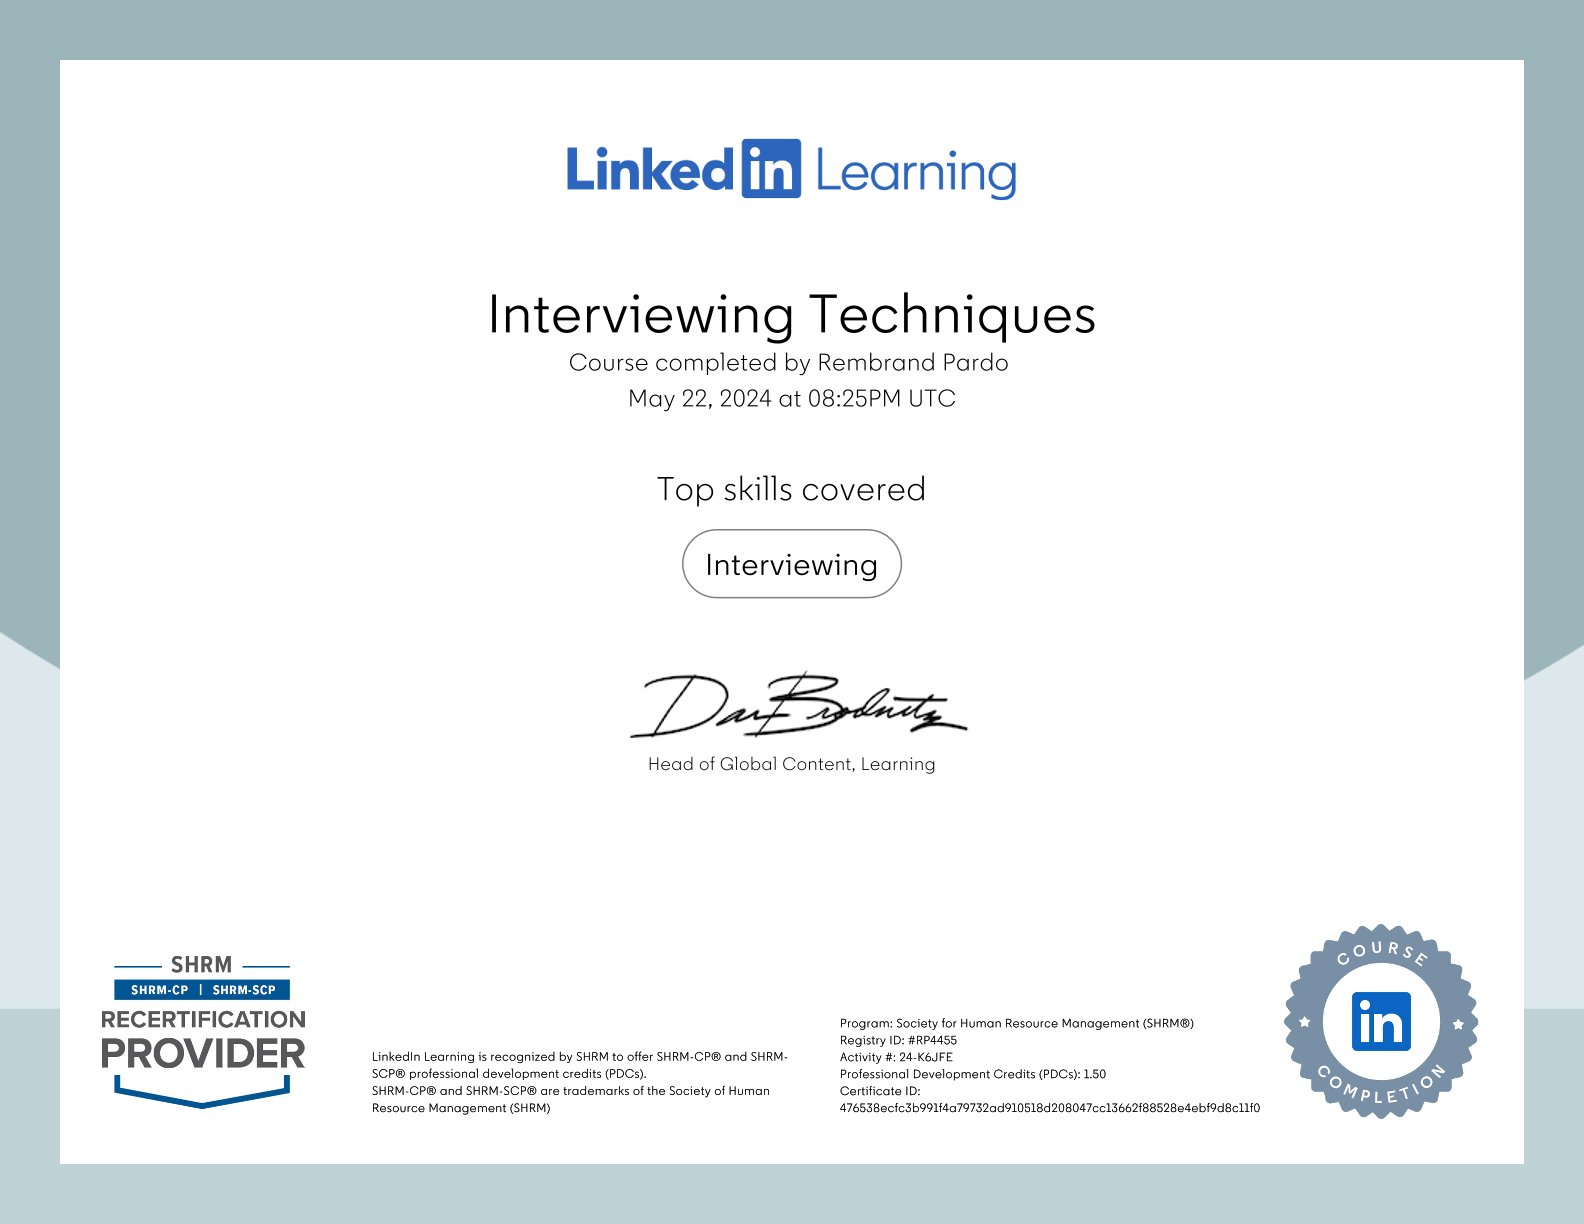 Linked in Learning
Interviewing Techniques
Course completed by Rembrand Pardo
May 22, 2024 at 08:25PM UTC
Top skills covered
Interviewing
Dan Brodnitz
Head of Global Content, Learning
SHRM
SHRM-CP | SHRM-SCP
RECERTIFICATION
PROVIDER
LinkedIn Learning is recognized by SHRM to offer SHRM-CP® and SHRM-
SCP® professional development credits (PDCs).
SHRM-CP® and SHRM-SCP® are trademarks of the Society of Human
Resource Management (SHRM)
Program: Society for Human Resource Management (SHRM®)
Registry ID: #RP4455
Activity #: 24-K6JFE
Professional Development Credits (PDCs): 1.50
Certificate ID:
476538ecfc3b991f4a79732ad910518d208047cc13662f88528e4ebf9d8c11f0
COURSE
in
COMPLETION